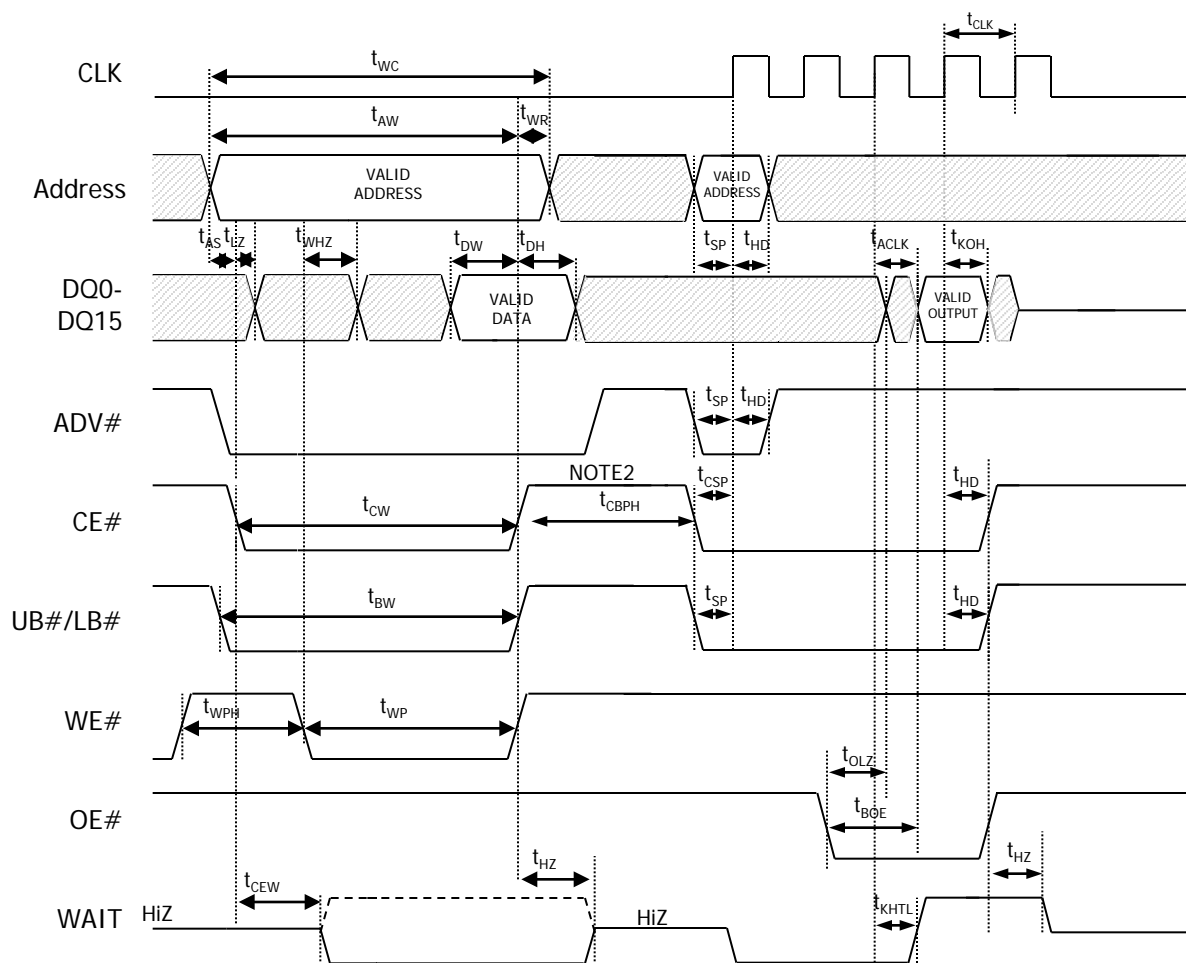 tCLK
CLK
tWC
tAW
tWR
Address
VALID
ADDRESS
VALID
ADDRESS
tAS
tLZ
tWHZ
tDW
tDH
tSP
tHD
tACLK
tKOH
DQ0-
DQ15
VALID
DATA
VALID
OUTPUT
ADV#
tSP
tHD
NOTE2
CE#
tCW
tCBPH
tCSP
tHD
UB#/LB#
tBW
tSP
tHD
WE#
tWPH
tWP
OE#
tOLZ
tBOE
tHZ
WAIT
HiZ
tCEW
tHZ
HiZ
tKHTL